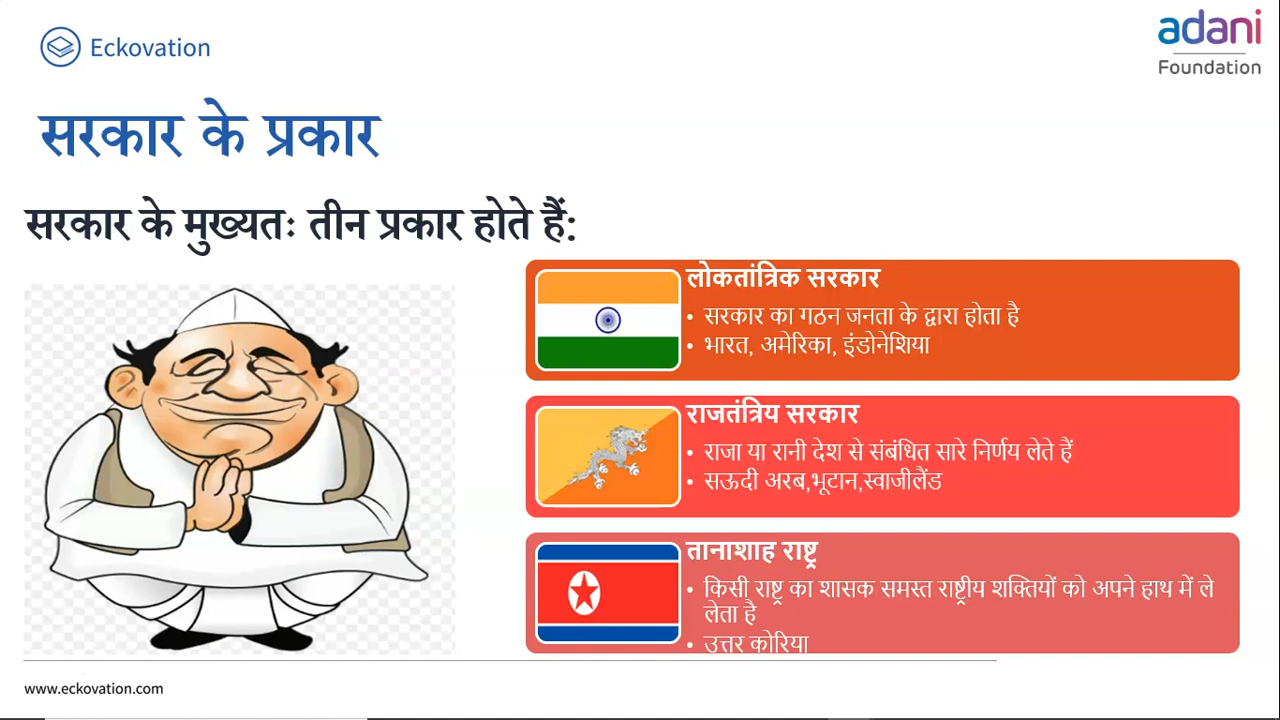 Eckovation
adani
Foundation
सरकार के प्रकार
सरकार के मुख्यतः तीन प्रकार होते हैं:
लोकतांत्रिक सरकार
• सरकार का गठन जनता के द्वारा होता है
• भारत, अमेरिका, इंडोनेशिया
राजतंत्रिय सरकार
• राजा या रानी देश से संबंधित सारे निर्णय लेते हैं
• सऊदी अरब,भूटान,स्वाजीलैंड
तानाशाह राष्ट्र
• किसी राष्ट्र का शासक समस्त राष्ट्रीय शक्तियों को अपने हाथ में ले
लेता है
• उत्तर कोरिया
www.eckovation.com